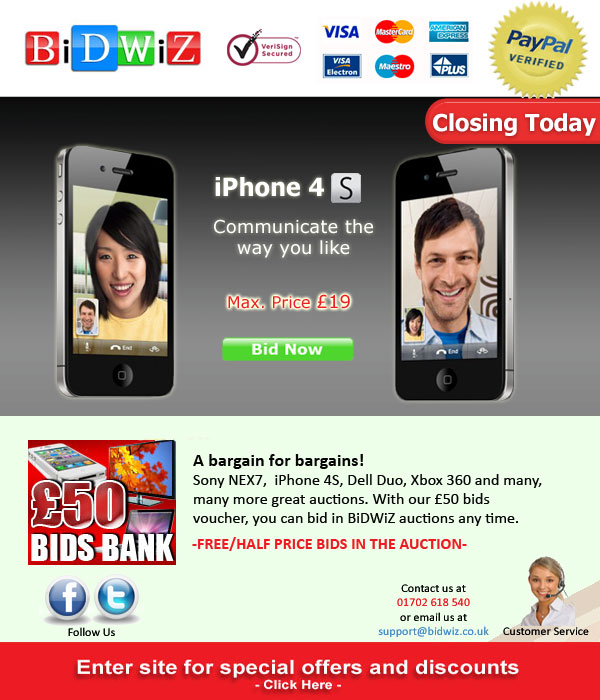 BiDWiZ
VeriSign
Secured
VISA
MasterCard
AMERICAN
EXPRESS
VISA
Electron
Maestro
PLUS
PayPal
VERIFIED
Closing Today
iPhone 4 S
Communicate the
way you like
Max. Price £19
Bid Now
End
End
£50
BIDS BANK
A bargain for bargains!
Sony NEX7,  iPhone 4S, Dell Duo, Xbox 360 and many,
many more great auctions. With our £50 bids
voucher, you can bid in BiDWiZ auctions any time.
-FREE/HALF PRICE BIDS IN THE AUCTION-
Follow Us
Contact us at
01702 618 540
or email us at
support@bidwiz.co.uk
Customer Service
Enter site for special offers and discounts
- Click Here -